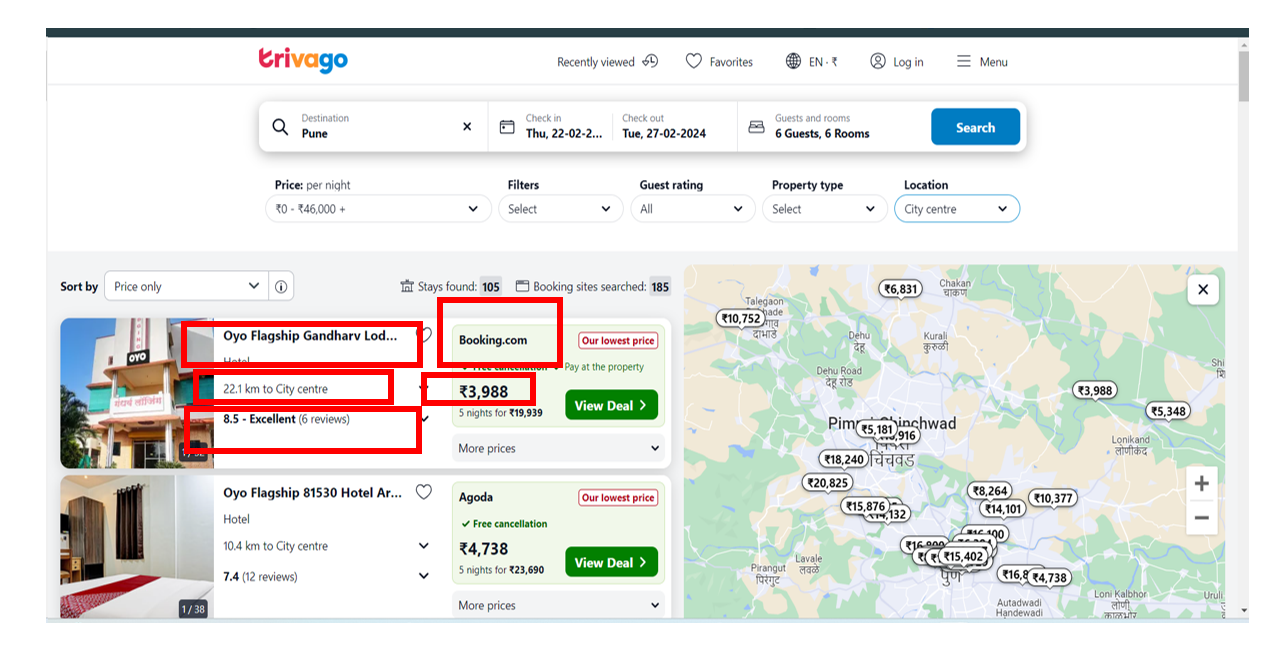 trivago
Recently viewed
Favorites
EN · ₹
Log in
Menu
Destination
Pune
Check in
Thu, 22-02-2...
Check out
Tue, 27-02-2024
Guests and rooms
6 Guests, 6 Rooms
Search
Price: per night
₹0 - ₹46,000 +
Filters
Select
Guest rating
All
Property type
Select
Location
City centre
Sort by
Price only
Stays found: 105
Booking sites searched: 185
OYO
Oyo Flagship Gandharv Lod...
Hotel
22.1 km to City centre
8.5 - Excellent (6 reviews)
Booking.com
Our lowest price
Free cancellation
Pay at the property
₹3,988
5 nights for ₹19,939
View Deal
More prices
Oyo Flagship 81530 Hotel Ar...
Hotel
10.4 km to City centre
7.4 (12 reviews)
1/38
Agoda
Our lowest price
Free cancellation
₹4,738
5 nights for ₹23,690
View Deal
More prices
₹6,831
Chakan
चाकण
Talegaon
₹10,752
Dehu
देहू
Kurali
कुरूळी
Dehu Road
देहू रोड
₹3,988
₹5,348
₹5,181
Lonikand
लोणीकंद
₹18,240
चिंचवड
₹20,825
₹8,264
₹10,377
₹15,876
₹14,101
₹15,402
Lavale
लवळे
Pirangut
पिरंगुट
₹4,738
Autadwadi
Handewadi
Loni Kalbhor
लोणी
काळभोर
Uruli